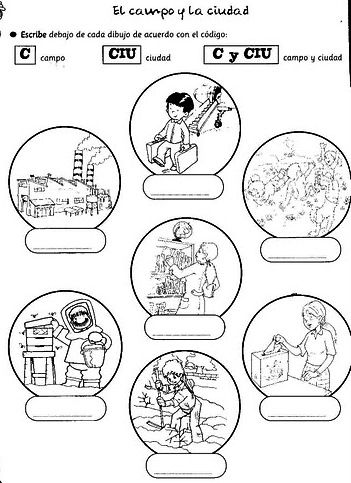 El campo y la ciudad
Escribe debajo de cada dibujo de acuerdo con el código:
C campo CIU ciudad C y CIU campo y ciudad